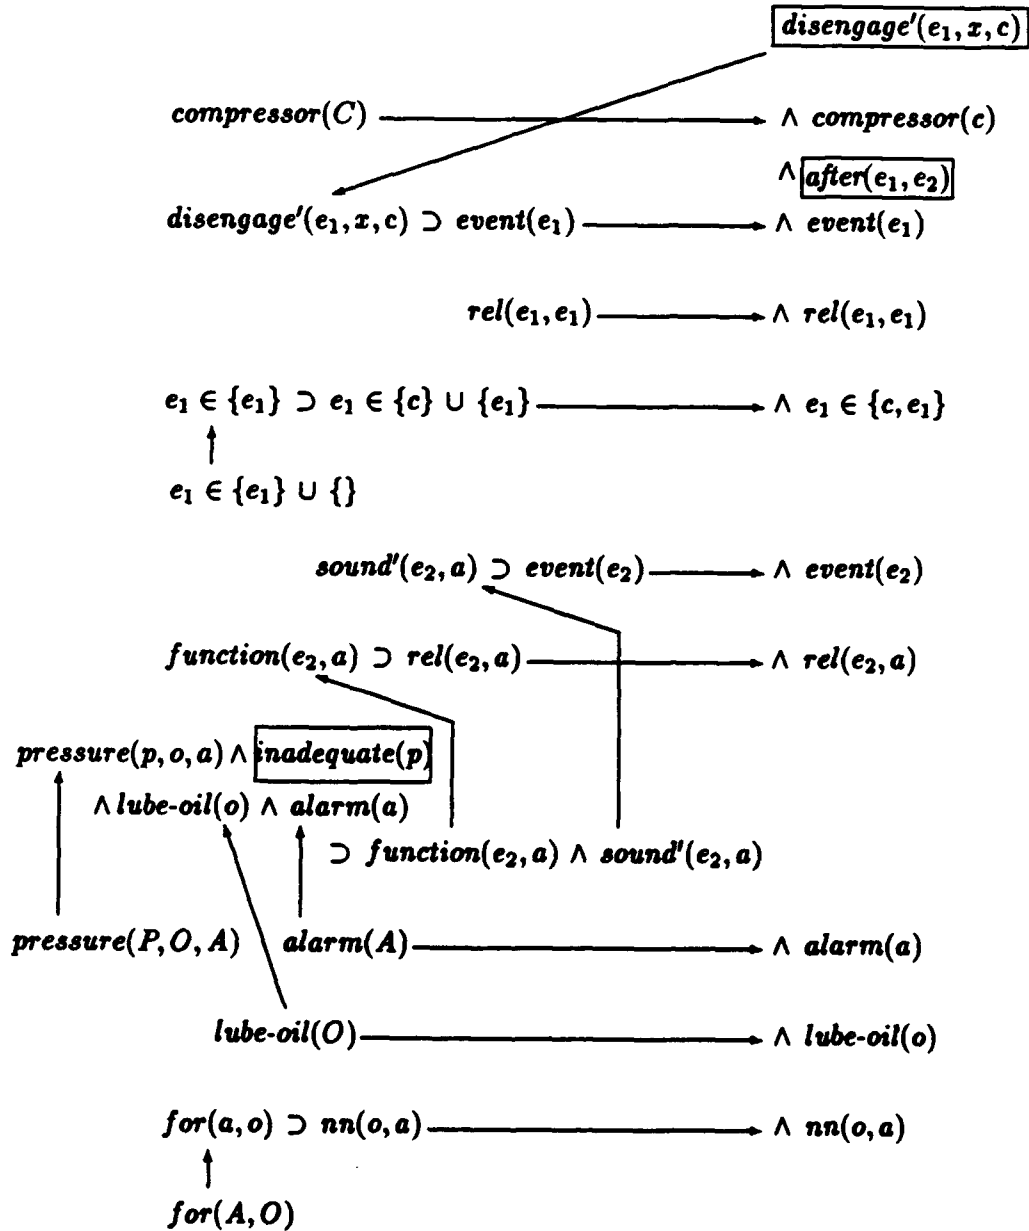 disengage′(e₁, x, c)
compressor(C) ∧ compressor(c)
∧ after(e₁, e₂)
disengage′(e₁, x, c) ⊃ event(e₁) ∧ event(e₁)
rel(e₁, e₁) ∧ rel(e₁, e₁)
e₁ ∈ {e₁} ⊃ e₁ ∈ {c} ∪ {e₁} ∧ e₁ ∈ {c, e₁}
e₁ ∈ {e₁} ∪ {}
sound′(e₂, a) ⊃ event(e₂) ∧ event(e₂)
function(e₂, a) ⊃ rel(e₂, a) ∧ rel(e₂, a)
pressure(p, o, a) ∧ inadequate(p)
∧ lube-oil(o) ∧ alarm(a)
⊃ function(e₂, a) ∧ sound′(e₂, a)
pressure(P, O, A) alarm(A) ∧ alarm(a)
lube-oil(O) ∧ lube-oil(o)
for(a, o) ⊃ nn(o, a) ∧ nn(o, a)
for(A, O)